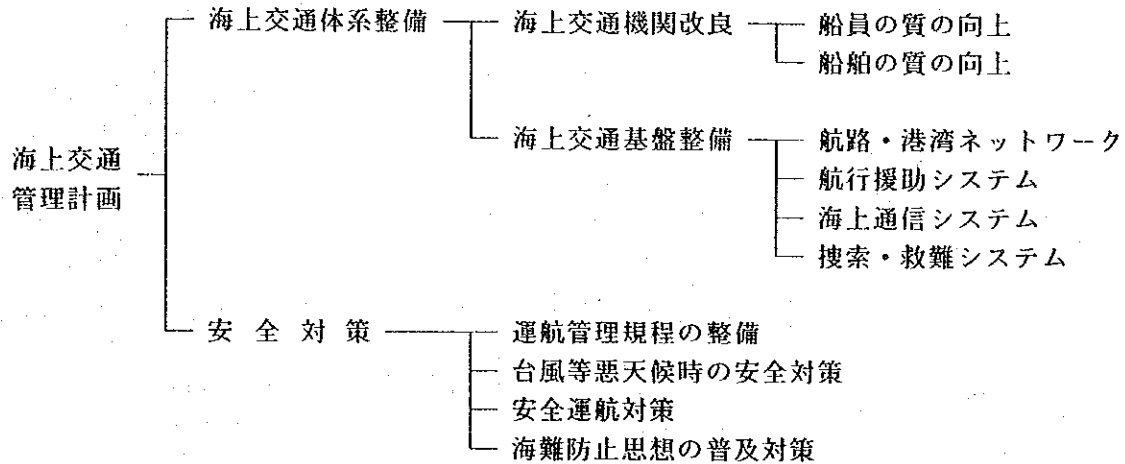 海上交通体系整備
海上交通機関改良
船員の質の向上
船舶の質の向上
海上交通基盤整備
航路・港湾ネットワーク
航行援助システム
海上通信システム
捜索・救難システム
海上交通
管理計画
安全対策
運航管理規程の整備
台風等悪天候時の安全対策
安全運航対策
海難防止思想の普及対策